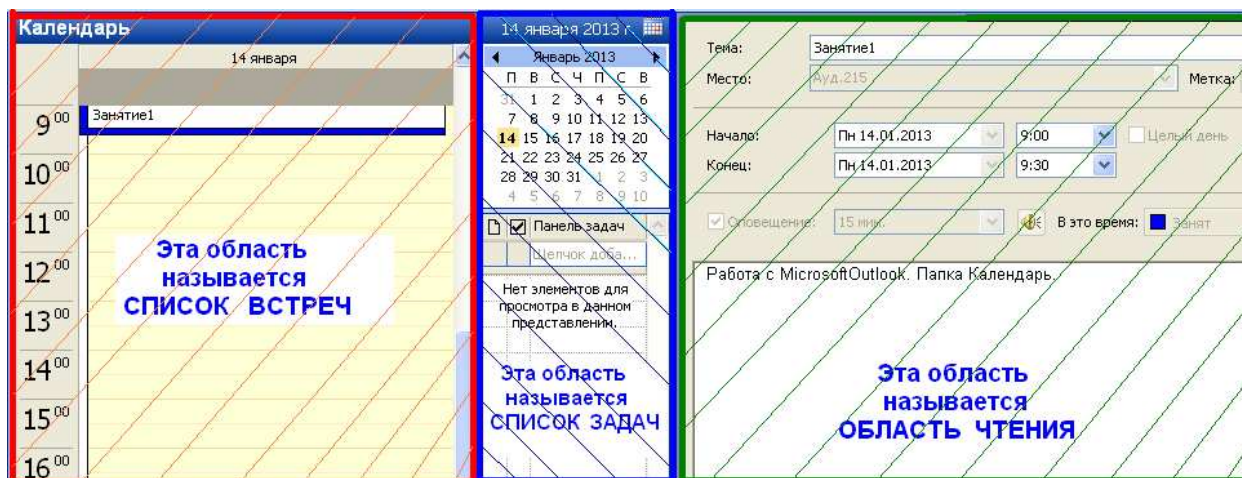 Календарь
14 января
9 00
Занятие1
10 00
11 00
12 00
13 00
14 00
15 00
16 00
Эта область
называется
СПИСОК ВСТРЕЧ
14 января 2013 г.
Январь 2013
П В С Ч П С В
31 1 2 3 4 5 6
7 8 9 10 11 12 13
14 15 16 17 18 19 20
21 22 23 24 25 26 27
28 29 30 31 1 2 3
4 5 6 7 8 9 10
Панель задач
Щелчок доба...
Нет элементов для
просмотра в данном
представлении.
Эта область
называется
СПИСОК ЗАДАЧ
Тема: Занятие1
Место: Ауд.215 Метка:
Начало: Пн 14.01.2013 9:00 Целый день
Конец: Пн 14.01.2013 9:30
Оповещение: 15 мин. В это время: Занят
Работа с MicrosoftOutlook. Папка Календарь.
Эта область
называется
ОБЛАСТЬ ЧТЕНИЯ